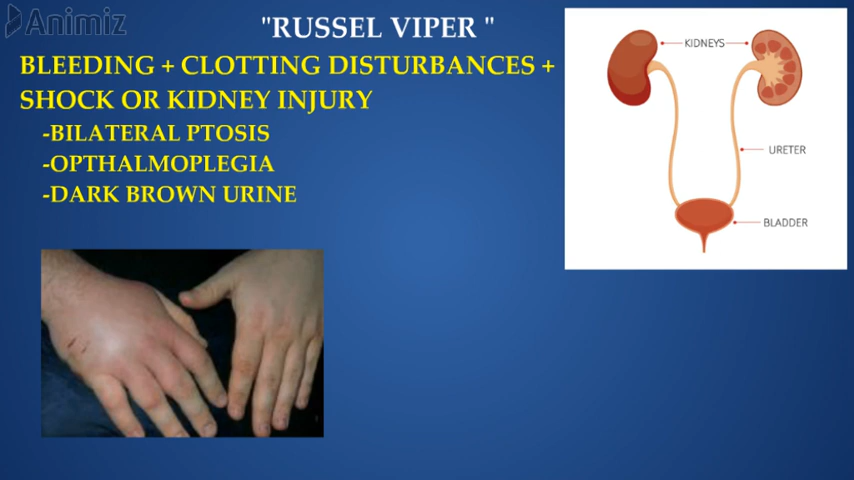 Animiz
"RUSSEL VIPER "
BLEEDING + CLOTTING DISTURBANCES +
SHOCK OR KIDNEY INJURY
-BILATERAL PTOSIS
-OPTHALMOPLEGIA
-DARK BROWN URINE
KIDNEYS
URETER
BLADDER